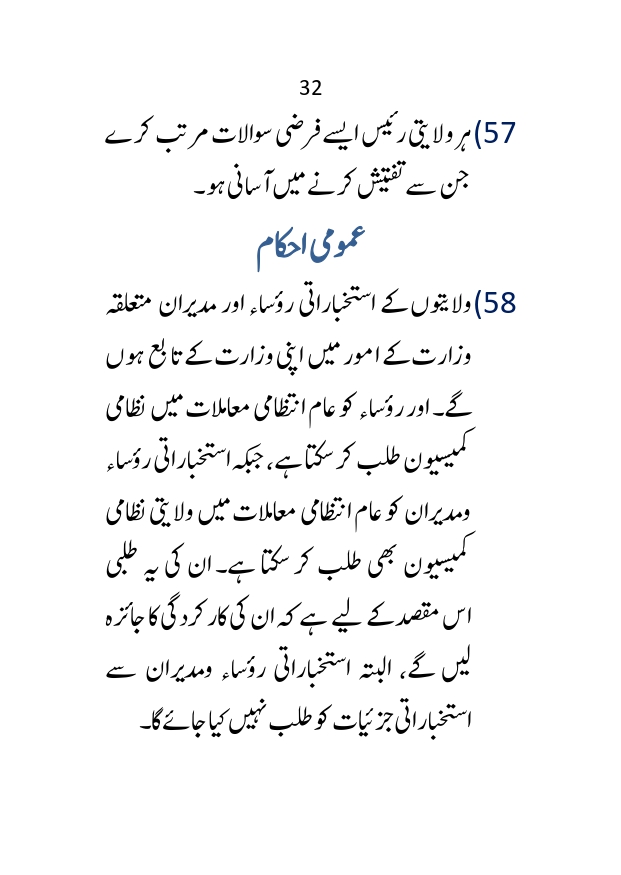 32
57) ہر ولایتی رئیس ایسے فرضی سوالات مرتب کرے
جن سے تفتیش کرنے میں آسانی ہو۔
عمومی احکام
58) ولایتوں کے استخباراتی رؤساء اور مدیران متعلقہ
وزارت کے امور میں اپنی وزارت کے تابع ہوں
گے۔ اور رؤساء کو عام انتظامی معاملات میں نظامی
کمیسیون طلب کر سکتا ہے، جبکہ استخباراتی رؤساء
ومدیران کو عام انتظامی معاملات میں ولایتی نظامی
کمیسیون بھی طلب کر سکتا ہے۔ ان کی یہ طلبی
اس مقصد کے لیے ہے کہ ان کی کارکردگی کا جائزہ
لیں گے، البتہ استخباراتی رؤساء ومدیران سے
استخباراتی جزئیات کو طلب نہیں کیا جائے گا۔